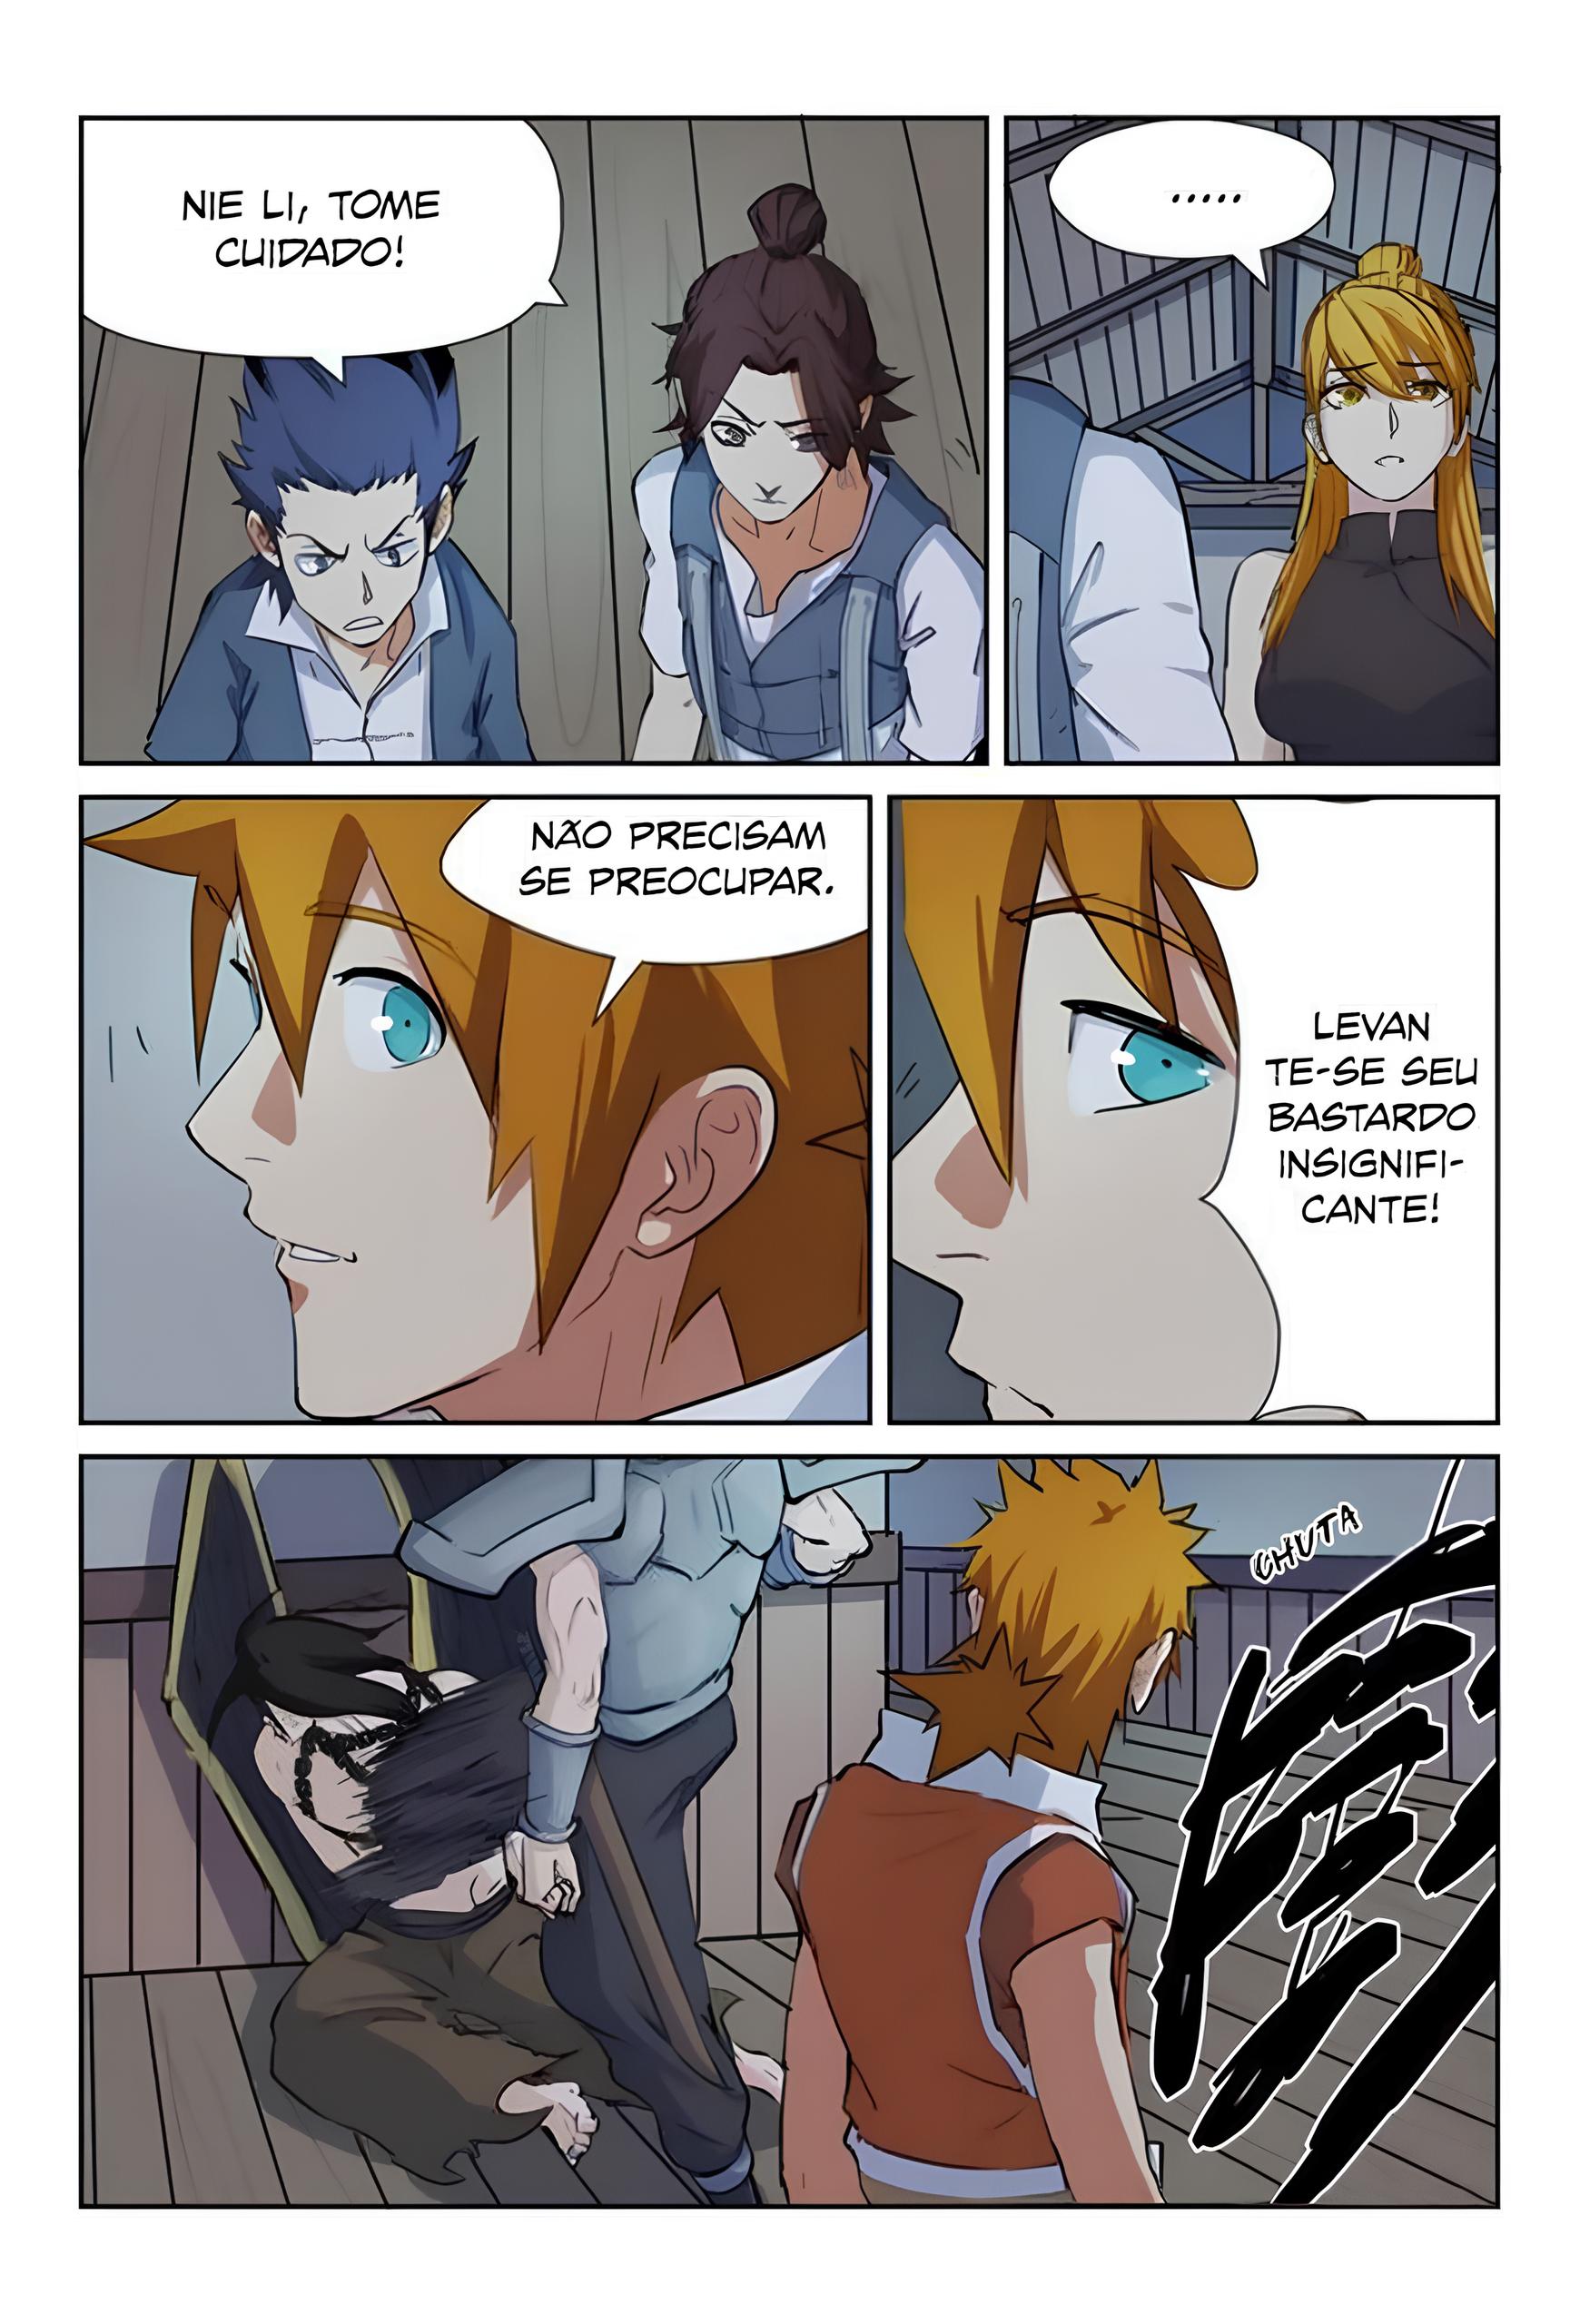 NIE LI, TOME
CUIDADO!
.....
NÃO PRECISAM
SE PREOCUPAR.
LEVAN
TE-SE SEU
BASTARDO
INSIGNIFI-
CANTE!
CHUTA